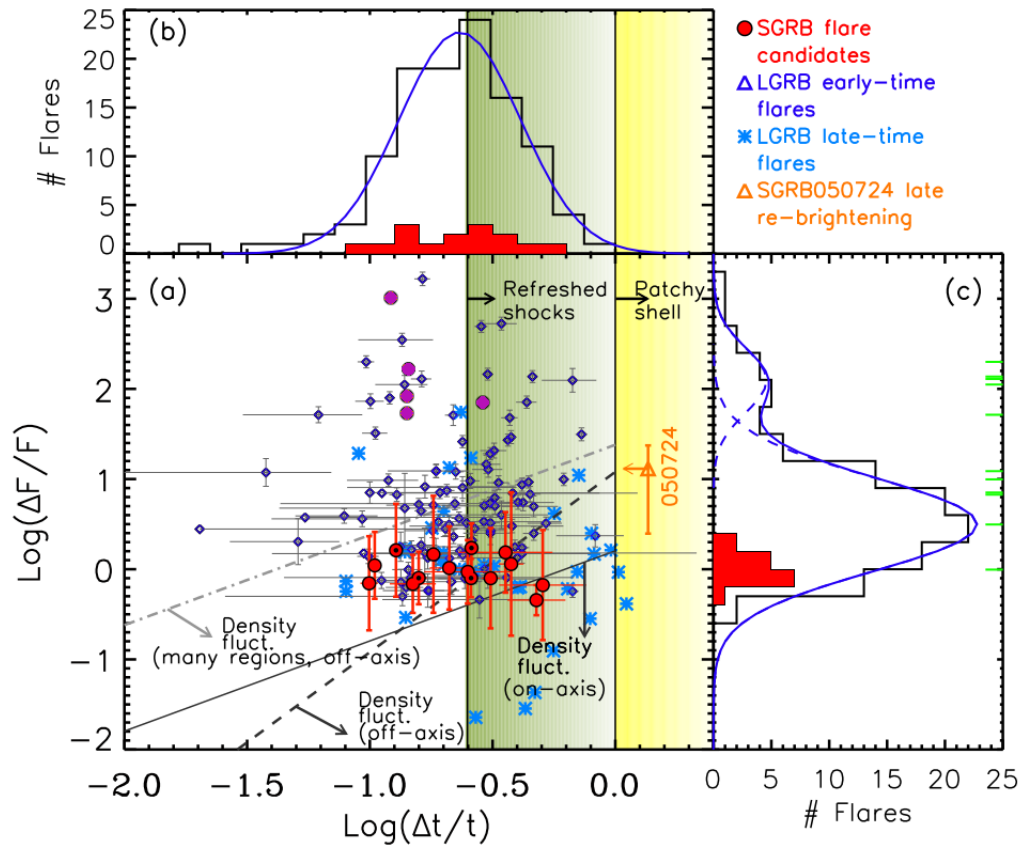 (b)
25
20
15
10
5
0
# Flares
SGRB flare
candidates
LGRB early-time
flares
LGRB late-time
flares
SGRB050724 late
re-brightening
(a)
Refreshed
shocks
Patchy
shell
(c)
3
2
1
0
-1
-2
Log(ΔF/F)
050724
Density
fluct.
(many regions, off-axis)
Density
fluct.
(off-axis)
Density
fluct.
(on-axis)
-2.0 -1.5 -1.0 -0.5 0.0
Log(Δt/t)
0 5 10 15 20 25
# Flares